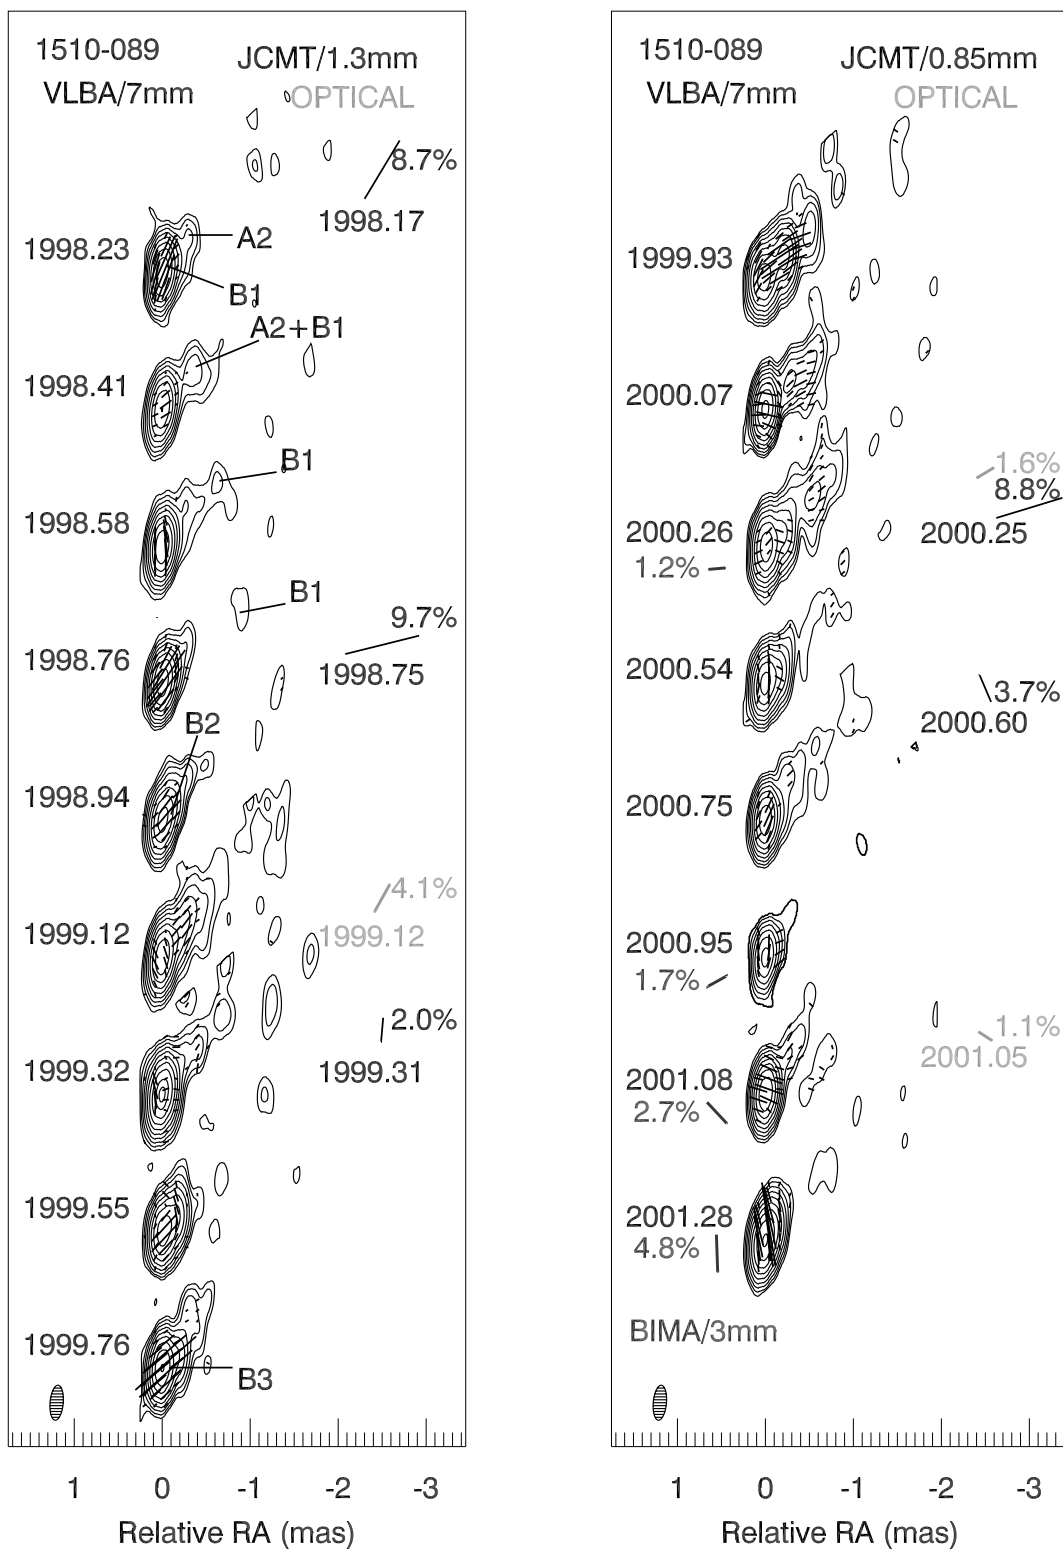 1510-089
JCMT/1.3mm
VLBA/7mm
OPTICAL
8.7%
1998.17
1998.23
A2
B1
A2+B1
1998.41
B1
1998.58
B1
9.7%
1998.76
1998.75
B2
1998.94
4.1%
1999.12
1999.12
2.0%
1999.32
1999.31
1999.55
1999.76
B3
1 0 -1 -2 -3
Relative RA (mas)
1510-089
JCMT/0.85mm
VLBA/7mm
OPTICAL
1999.93
2000.07
1.6%
8.8%
2000.26
2000.25
1.2%
2000.54
3.7%
2000.60
2000.75
2000.95
1.7%
1.1%
2001.05
2001.08
2.7%
2001.28
4.8%
BIMA/3mm
1 0 -1 -2 -3
Relative RA (mas)